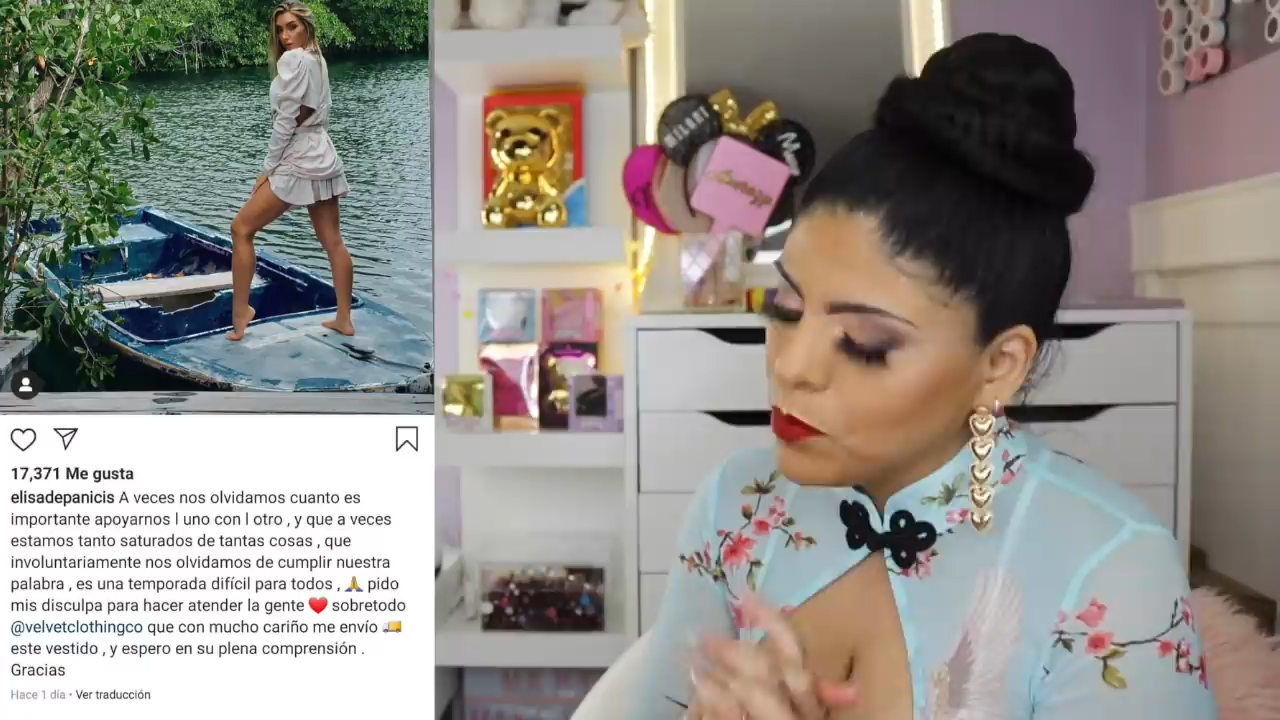 17,371 Me gusta
elisadepanicis A veces nos olvidamos cuanto es
importante apoyarnos l uno con l otro , y que a veces
estamos tanto saturados de tantas cosas , que
involuntariamente nos olvidamos de cumplir nuestra
palabra , es una temporada difícil para todos , 🙏 pido
mis disculpa para hacer atender la gente ❤️ sobretodo
@velvetclothingco que con mucho cariño me envío 🚚
este vestido , y espero en su plena comprensión .
Gracias
Hace 1 día • Ver traducción